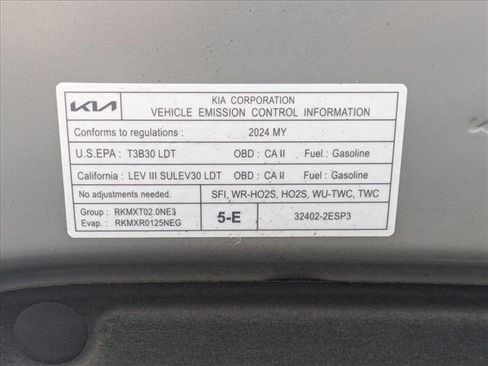 KIA KIA CORPORATION
VEHICLE EMISSION CONTROL INFORMATION
Conforms to regulations : 2024 MY
U.S.EPA : T3B30 LDT OBD : CA II Fuel : Gasoline
California : LEV III SULEV30 LDT OBD : CA II Fuel : Gasoline
No adjustments needed. SFI, WR-HO2S, HO2S, WU-TWC, TWC
Group : RKMXT02.0NE3
Evap. : RKMXR0125NEG
5-E
32402-2ESP3